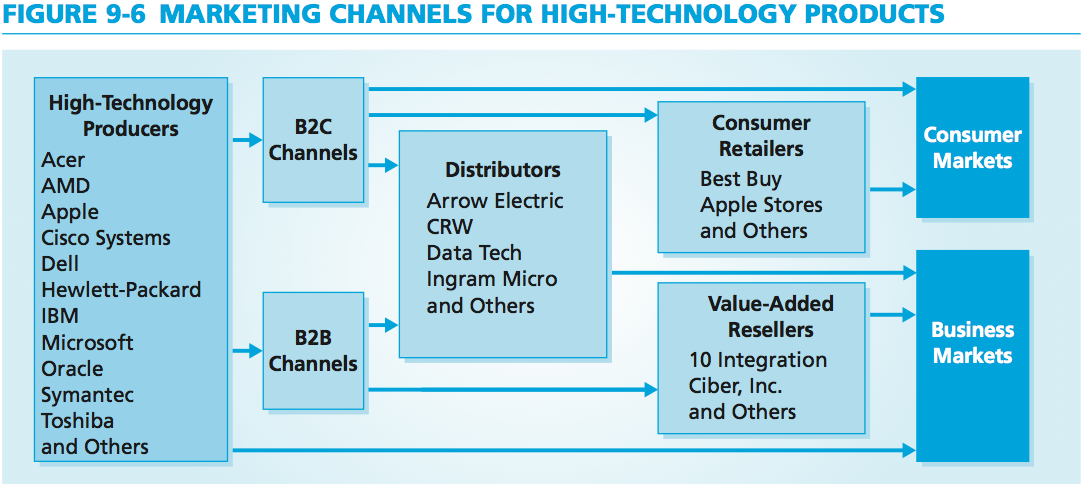 FIGURE 9-6 MARKETING CHANNELS FOR HIGH-TECHNOLOGY PRODUCTS
High-Technology
Producers
Acer
AMD
Apple
Cisco Systems
Dell
Hewlett-Packard
IBM
Microsoft
Oracle
Symantec
Toshiba
and Others
B2C
Channels
B2B
Channels
Distributors
Arrow Electric
CRW
Data Tech
Ingram Micro
and Others
Consumer
Retailers
Best Buy
Apple Stores
and Others
Value-Added
Resellers
10 Integration
Ciber, Inc.
and Others
Consumer
Markets
Business
Markets